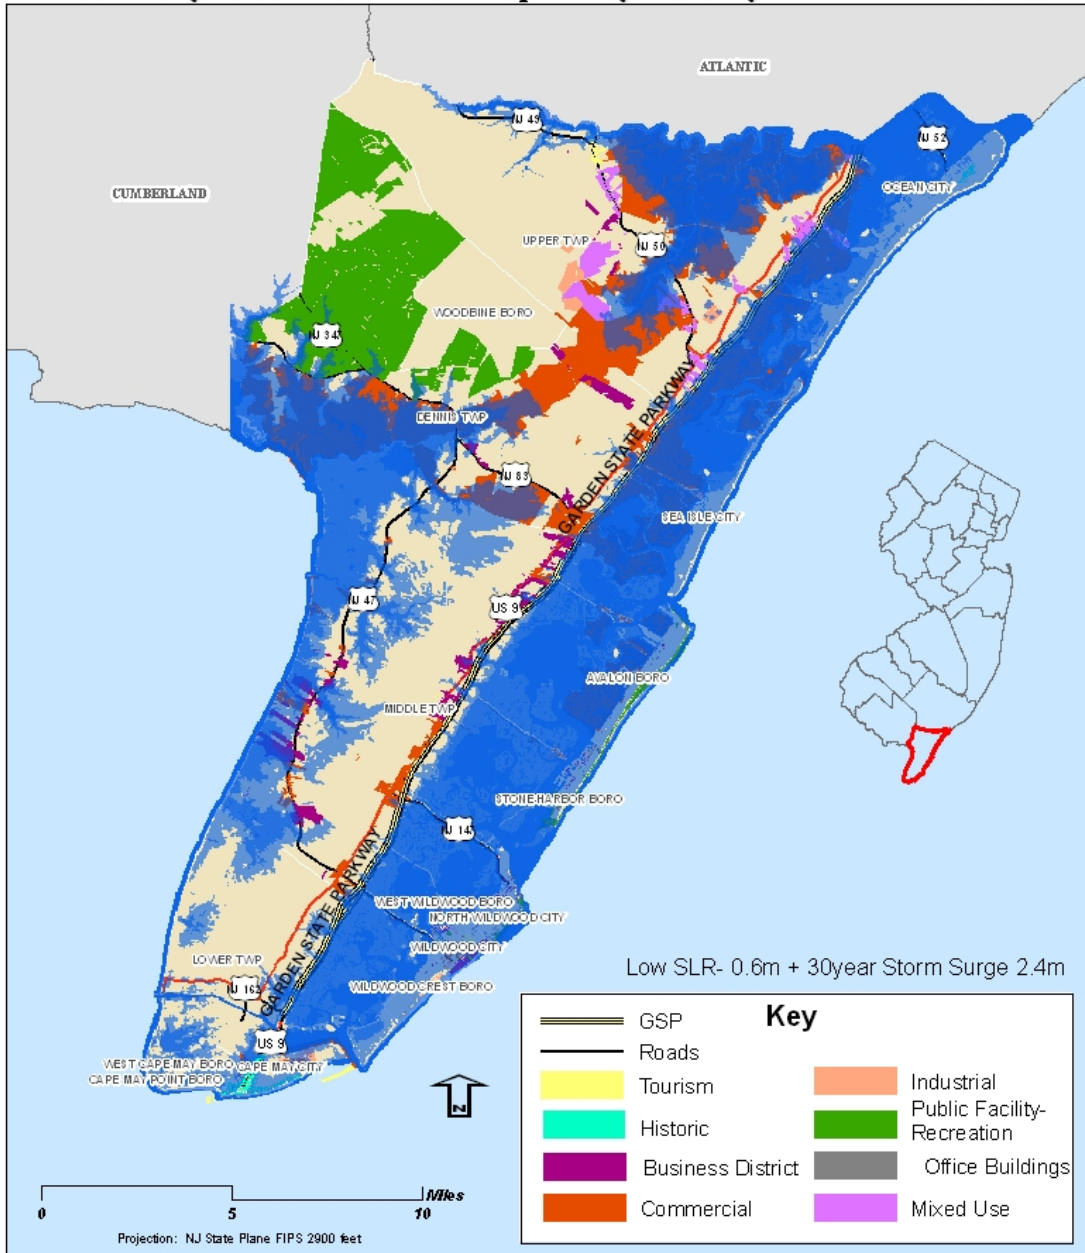 ATLANTIC
NJ 49
NJ 52
CUMBERLAND
OCEAN CITY
UPPER TWP
NJ 50
WOODBINE BORO
NJ 347
DENNIS TWP
GARDEN STATE PARKWAY
NJ 83
SEA ISLE CITY
NJ 47
US 9
AVALON BORO
MIDDLE TWP
STONE HARBOR BORO
NJ 147
GARDEN STATE PARKWAY
WEST WILDWOOD BORO
NORTH WILDWOOD CITY
WILDWOOD CITY
LOWER TWP
Low SLR- 0.6m + 30year Storm Surge 2.4m
NJ 162
WILDWOOD CREST BORO
US 9
WEST CAPE MAY BORO
CAPE MAY CITY
CAPE MAY POINT BORO
N
Key
GSP
Roads
Tourism
Industrial
Historic
Public Facility-
Recreation
Business District
Office Buildings
Commercial
Mixed Use
Miles
0 5 10
Projection: NJ State Plane FIPS 2900 feet